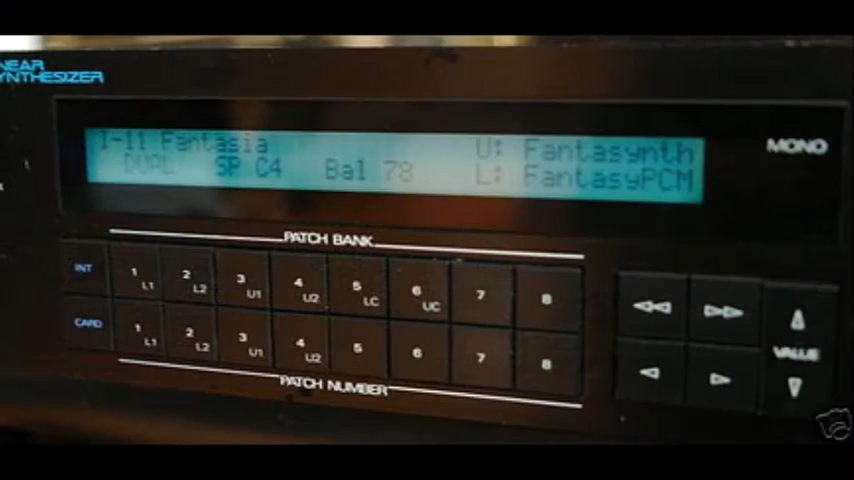 NEAR
YNTHESIZER
I-11 Fantasia U: Fantasynth
DUAL SP C4 Bal 78 L: FantasyPCM
MONO
PATCH BANK
INT 1 L1 2 L2 3 U1 4 U2 5 LC 6 UC 7 8
CARD 1 L1 2 L2 3 U1 4 U2 5 6 7 8
PATCH NUMBER
VALUE